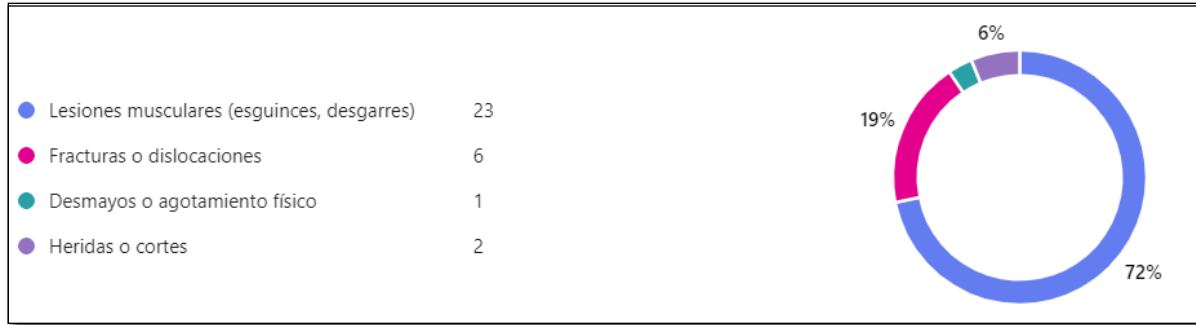 Lesiones musculares (esguinces, desgarres) 23
Fracturas o dislocaciones 6
Desmayos o agotamiento físico 1
Heridas o cortes 2
6%
19%
72%